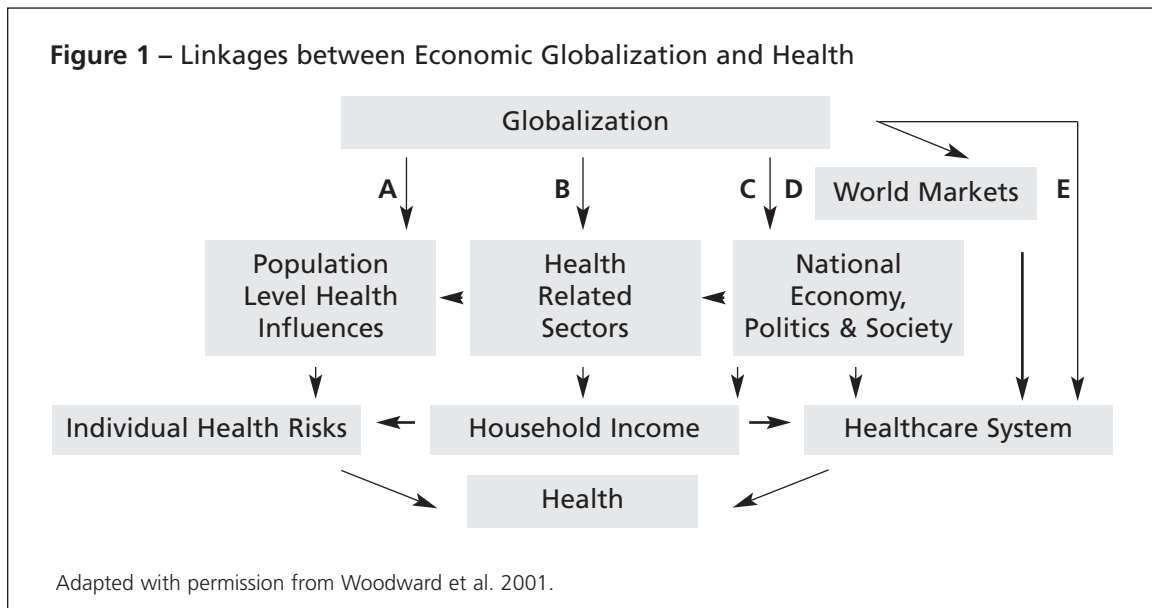 Figure 1 – Linkages between Economic Globalization and Health
Globalization
A
B
C
D
World Markets
E
Population
Level Health
Influences
Health
Related
Sectors
National
Economy,
Politics & Society
Individual Health Risks
Household Income
Healthcare System
Health
Adapted with permission from Woodward et al. 2001.